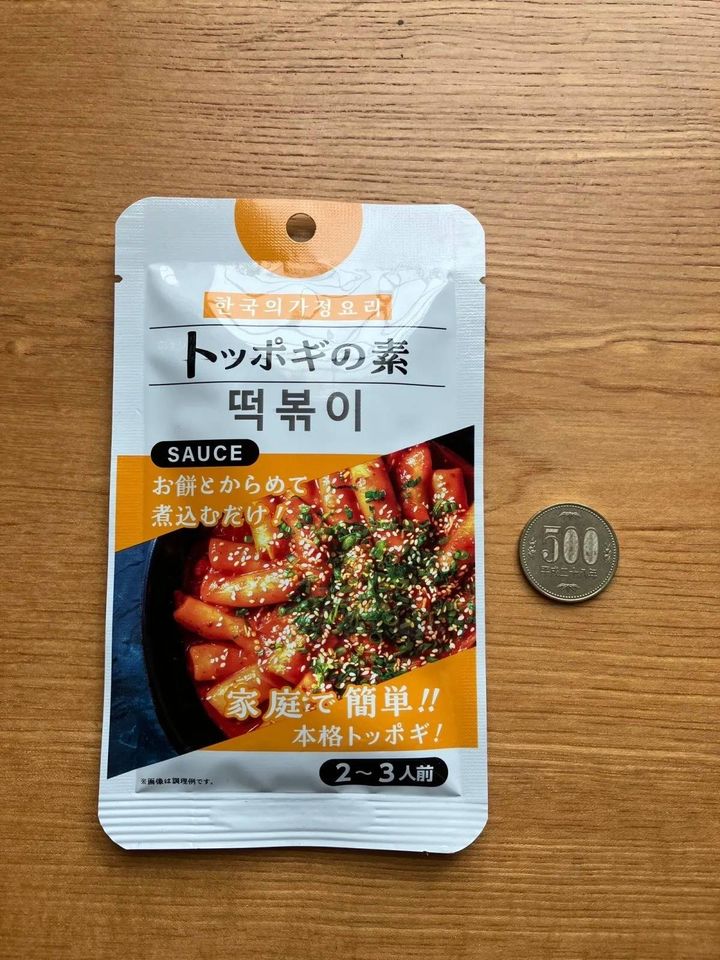 한국의가정요리
トッポギの素
떡볶이
SAUCE
お餅とからめて
煮込むだけ!
家庭で簡単!!
本格トッポギ!
2~3人前
※画像は調理例です。
500